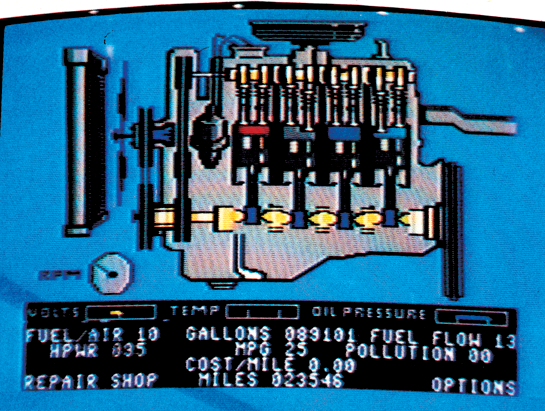 RPM
VOLTS TEMP OIL PRESSURE
FUEL/AIR 10 GALLONS 089101 FUEL FLOW 13
HPWR 095 MPG 25 POLLUTION 00
COST/MILE 0.00
REPAIR SHOP MILES 023546 OPTIONS